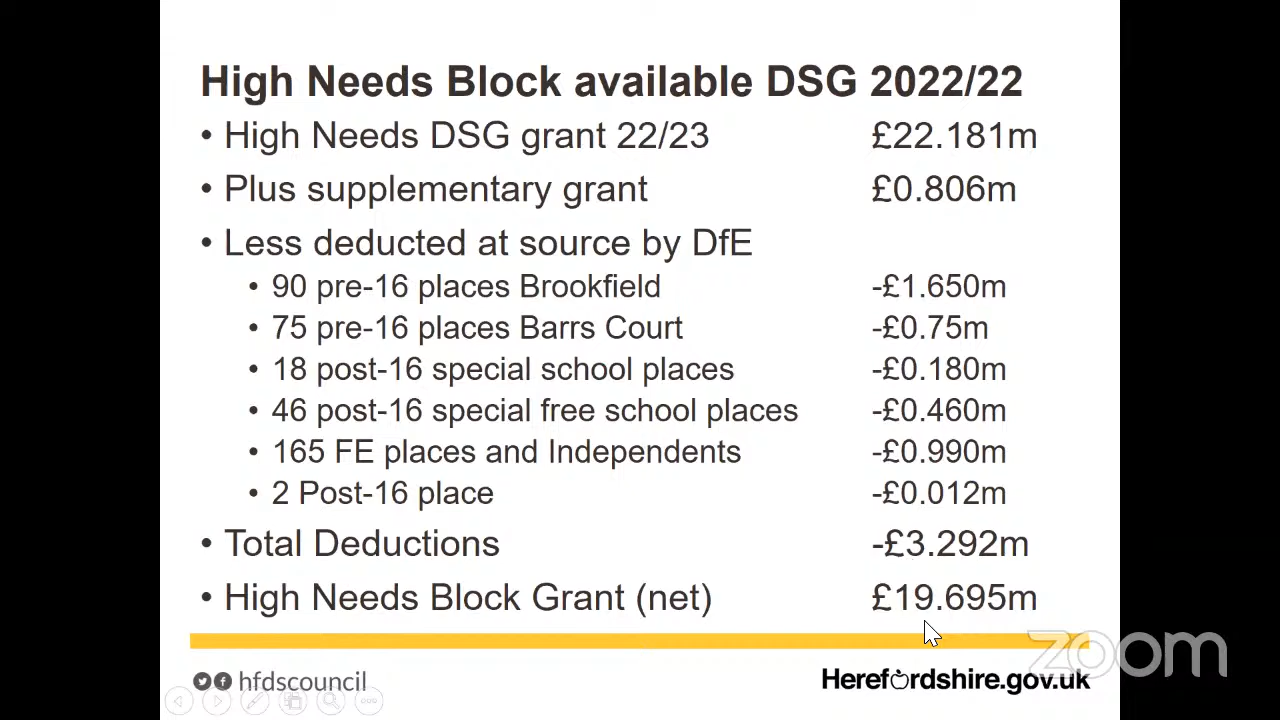 High Needs Block available DSG 2022/22
• High Needs DSG grant 22/23 £22.181m
• Plus supplementary grant £0.806m
• Less deducted at source by DfE
• 90 pre-16 places Brookfield -£1.650m
• 75 pre-16 places Barrs Court -£0.75m
• 18 post-16 special school places -£0.180m
• 46 post-16 special free school places -£0.460m
• 165 FE places and Independents -£0.990m
• 2 Post-16 place -£0.012m
• Total Deductions -£3.292m
• High Needs Block Grant (net) £19.695m
zoom
hfdscouncil Herefordshire.gov.uk